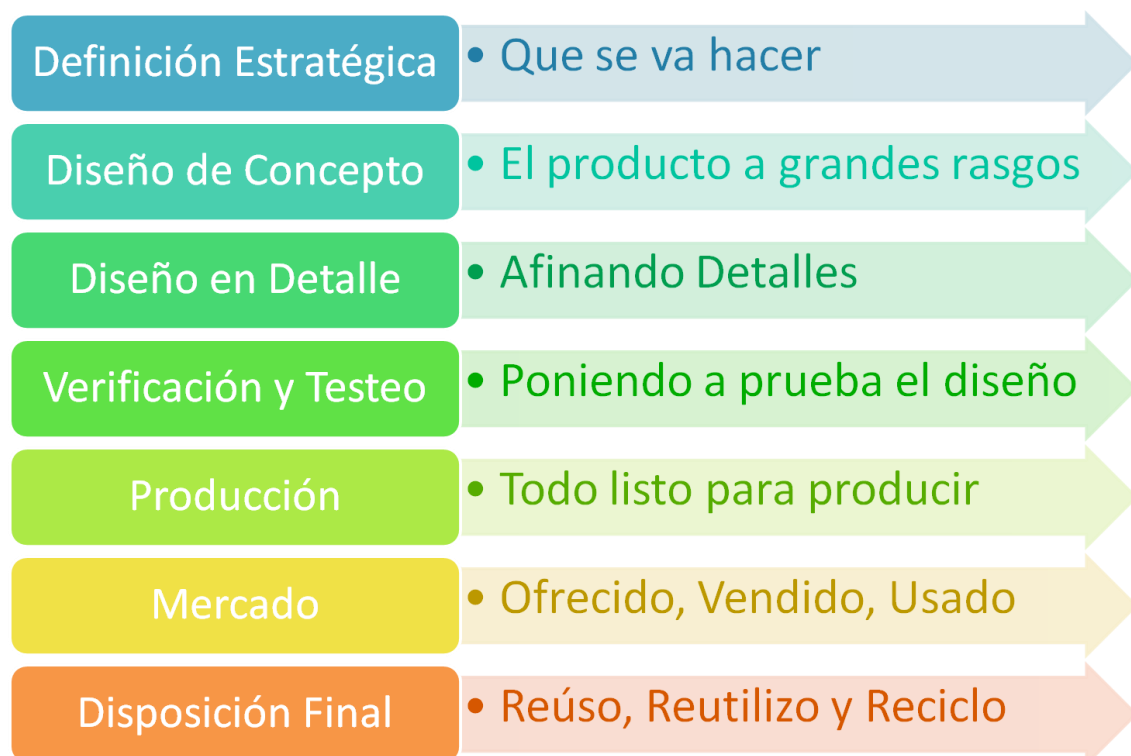 Definición Estratégica
• Que se va hacer
Diseño de Concepto
• El producto a grandes rasgos
Diseño en Detalle
• Afinando Detalles
Verificación y Testeo
• Poniendo a prueba el diseño
Producción
• Todo listo para producir
Mercado
• Ofrecido, Vendido, Usado
Disposición Final
• Reúso, Reutilizo y Reciclo